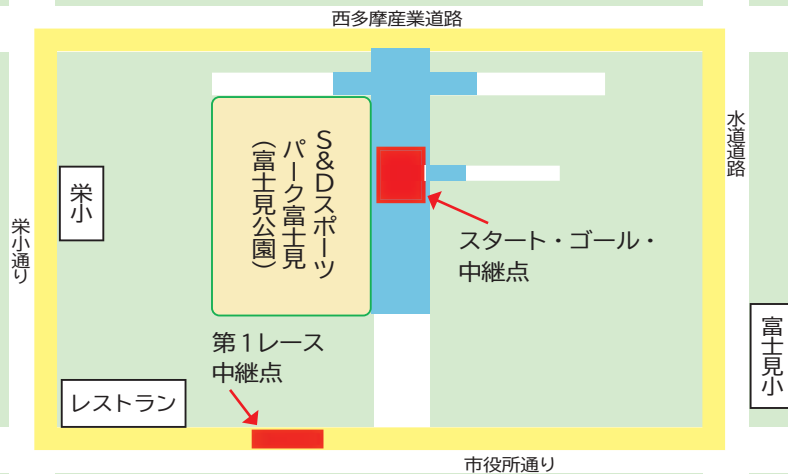 西多摩産業道路
S&Dスポーツ
パーク富士見
(富士見公園)
水道道路
栄小
栄小通り
スタート・ゴール・
中継点
第1レース
中継点
富士見小
レストラン
市役所通り